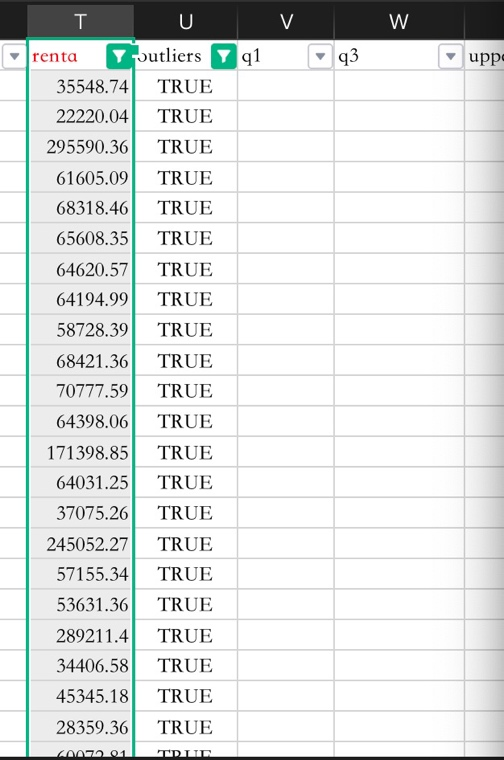 T U V W
renta outliers q1 q3 uppe
35548.74 TRUE
22220.04 TRUE
295590.36 TRUE
61605.09 TRUE
68318.46 TRUE
65608.35 TRUE
64620.57 TRUE
64194.99 TRUE
58728.39 TRUE
68421.36 TRUE
70777.59 TRUE
64398.06 TRUE
171398.85 TRUE
64031.25 TRUE
37075.26 TRUE
245052.27 TRUE
57155.34 TRUE
53631.36 TRUE
289211.4 TRUE
34406.58 TRUE
45345.18 TRUE
28359.36 TRUE
60072.81 TRUE